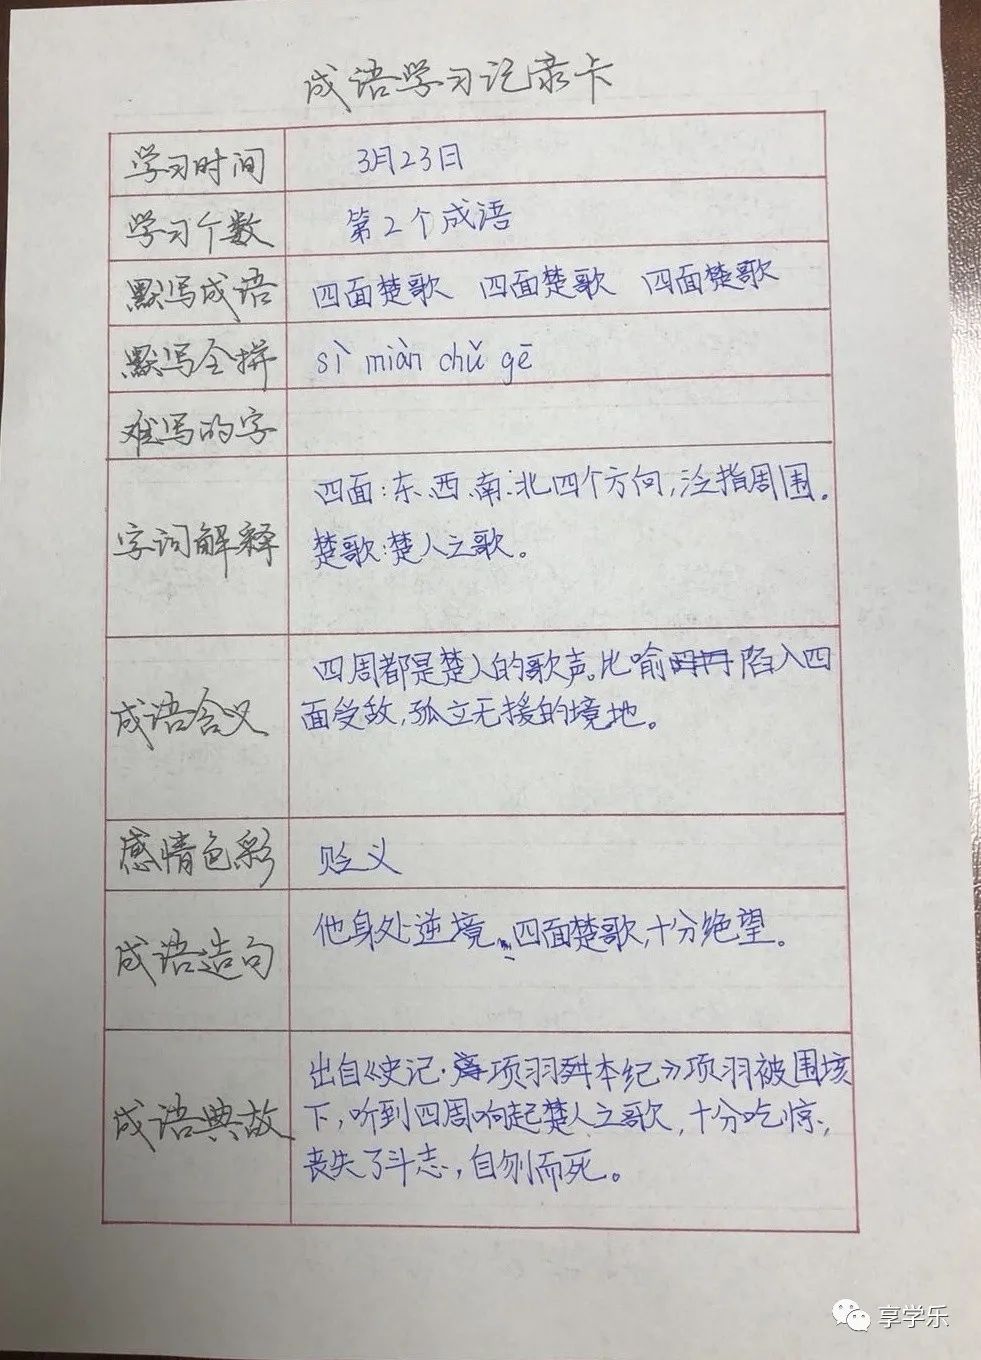 成语学习记录卡
学习时间 3月23日
学习个数 第2个成语
默写成语 四面楚歌 四面楚歌 四面楚歌
默写全拼 sì miàn chǔ gē
难写的字
字词解释 四面:东、西、南、北四个方向,泛指周围。
楚歌:楚人之歌。
成语含义 四周都是楚人的歌声。比喻陷入四
面受敌,孤立无援的境地。
感情色彩 贬义
成语造句 他身处逆境,四面楚歌,十分绝望。
成语典故 出自《史记·项羽本纪》项羽被围垓
下,听到四周响起楚人之歌,十分吃惊,
丧失了斗志,自刎而死。
享学乐